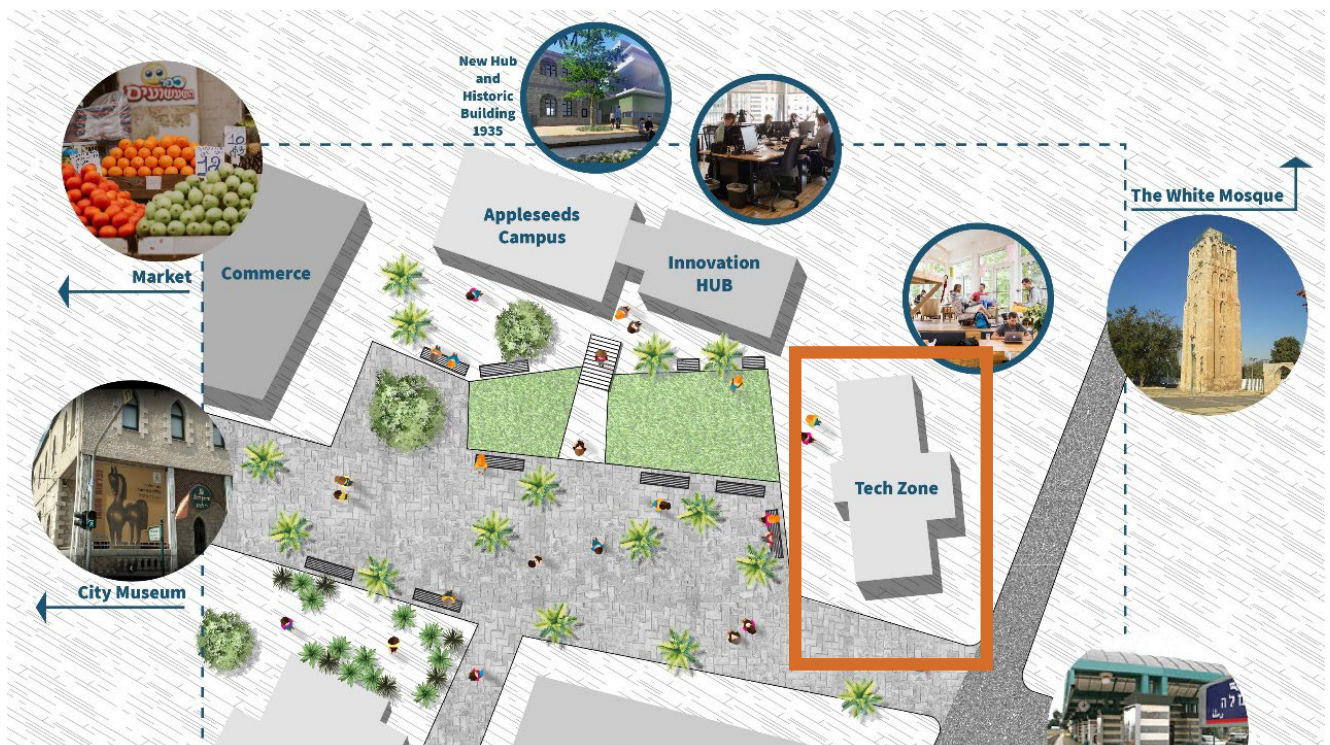 New Hub
and
Historic
Building
1935
שעשועים
Appleseeds
Campus
Innovation
HUB
Commerce
Market
The White Mosque
Tech Zone
City Museum